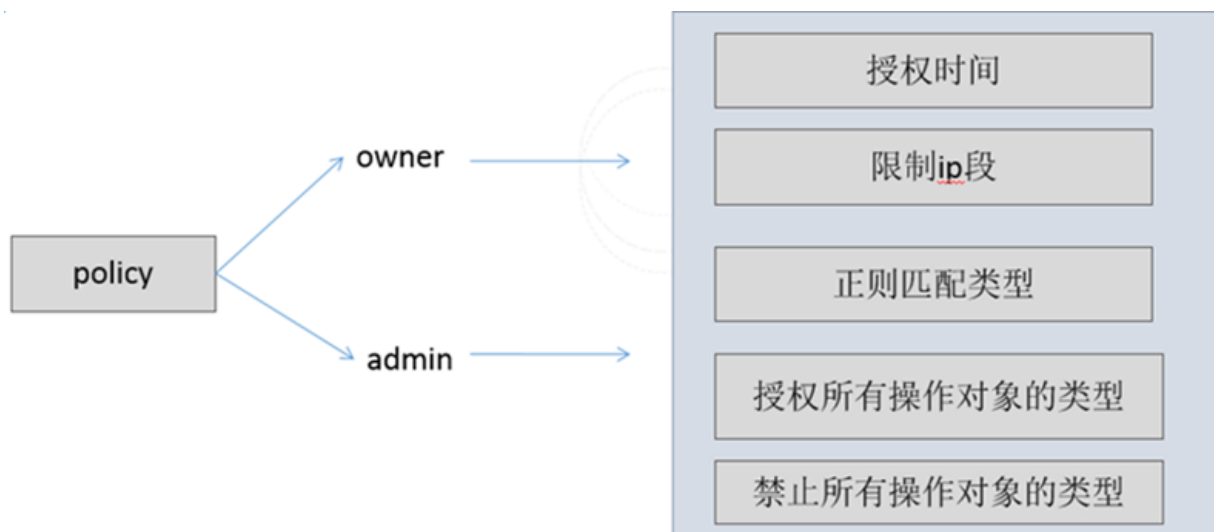 policy
owner
admin
授权时间
限制ip段
正则匹配类型
授权所有操作对象的类型
禁止所有操作对象的类型